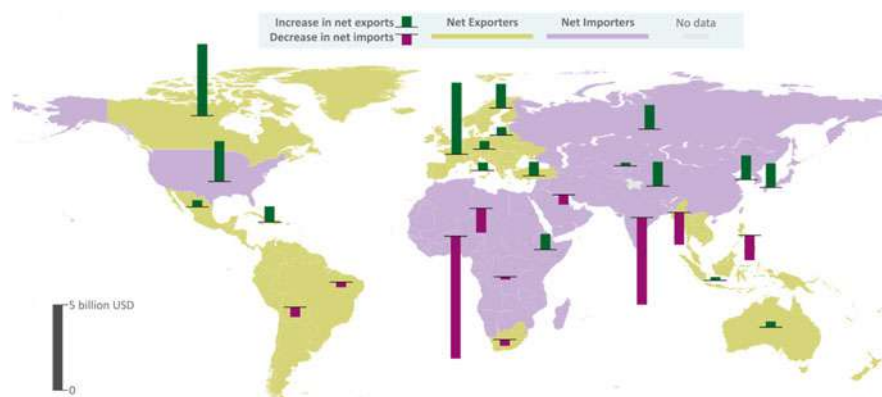 Increase in net exports Net Exporters Net Importers No data
Decrease in net imports
5 billion USD
0